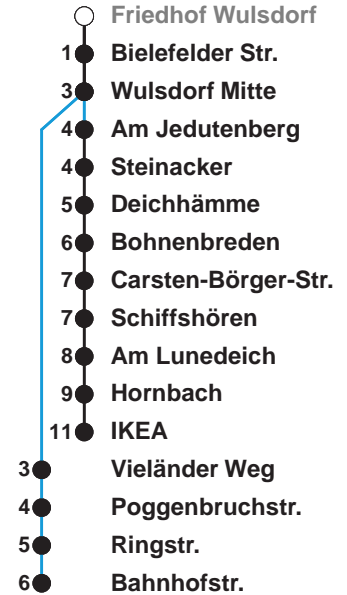 Friedhof Wulsdorf
1 Bielefelder Str.
3 Wulsdorf Mitte
4 Am Jedutenberg
4 Steinacker
5 Deichhämme
6 Bohnenbreden
7 Carsten-Börger-Str.
7 Schiffshören
8 Am Lunedeich
9 Hornbach
11 IKEA
3 Vieländer Weg
4 Poggenbruchstr.
5 Ringstr.
6 Bahnhofstr.